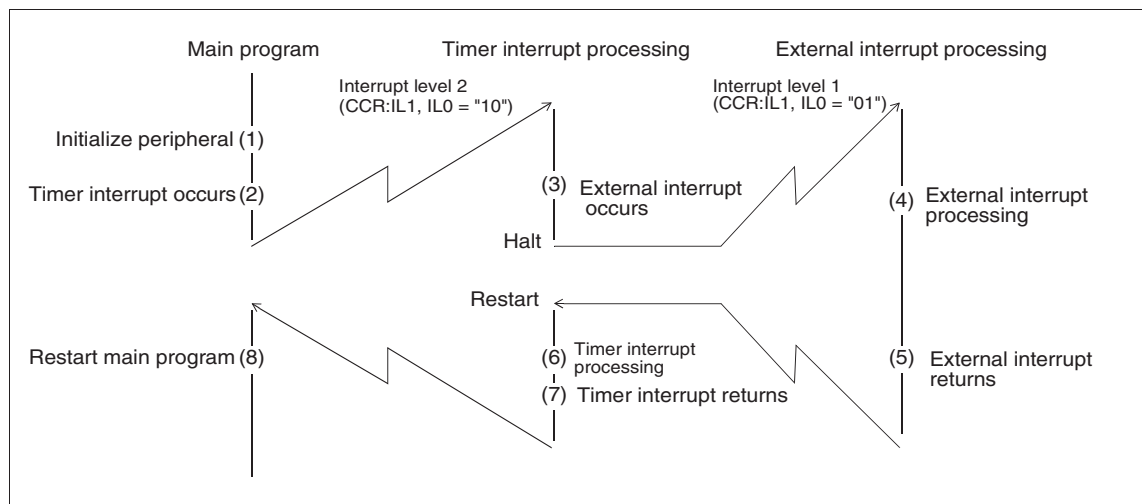 Main program
Timer interrupt processing
External interrupt processing
Interrupt level 2
(CCR:IL1, IL0 = "10")
Interrupt level 1
(CCR:IL1, IL0 = "01")
Initialize peripheral (1)
Timer interrupt occurs (2)
(3) External interrupt
occurs
(4) External interrupt
processing
Halt
Restart
Restart main program (8)
(6) Timer interrupt
processing
(7) Timer interrupt returns
(5) External interrupt
returns